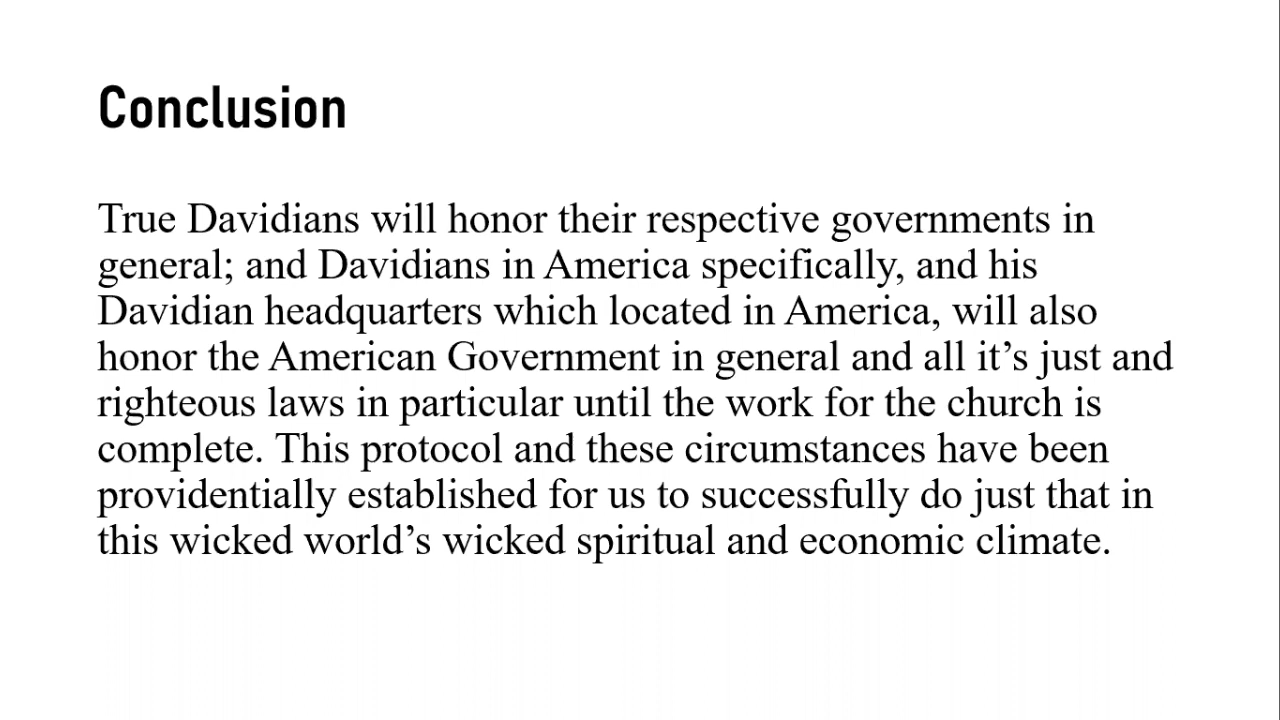 Conclusion
True Davidians will honor their respective governments in
general; and Davidians in America specifically, and his
Davidian headquarters which located in America, will also
honor the American Government in general and all it’s just and
righteous laws in particular until the work for the church is
complete. This protocol and these circumstances have been
providentially established for us to successfully do just that in
this wicked world’s wicked spiritual and economic climate.